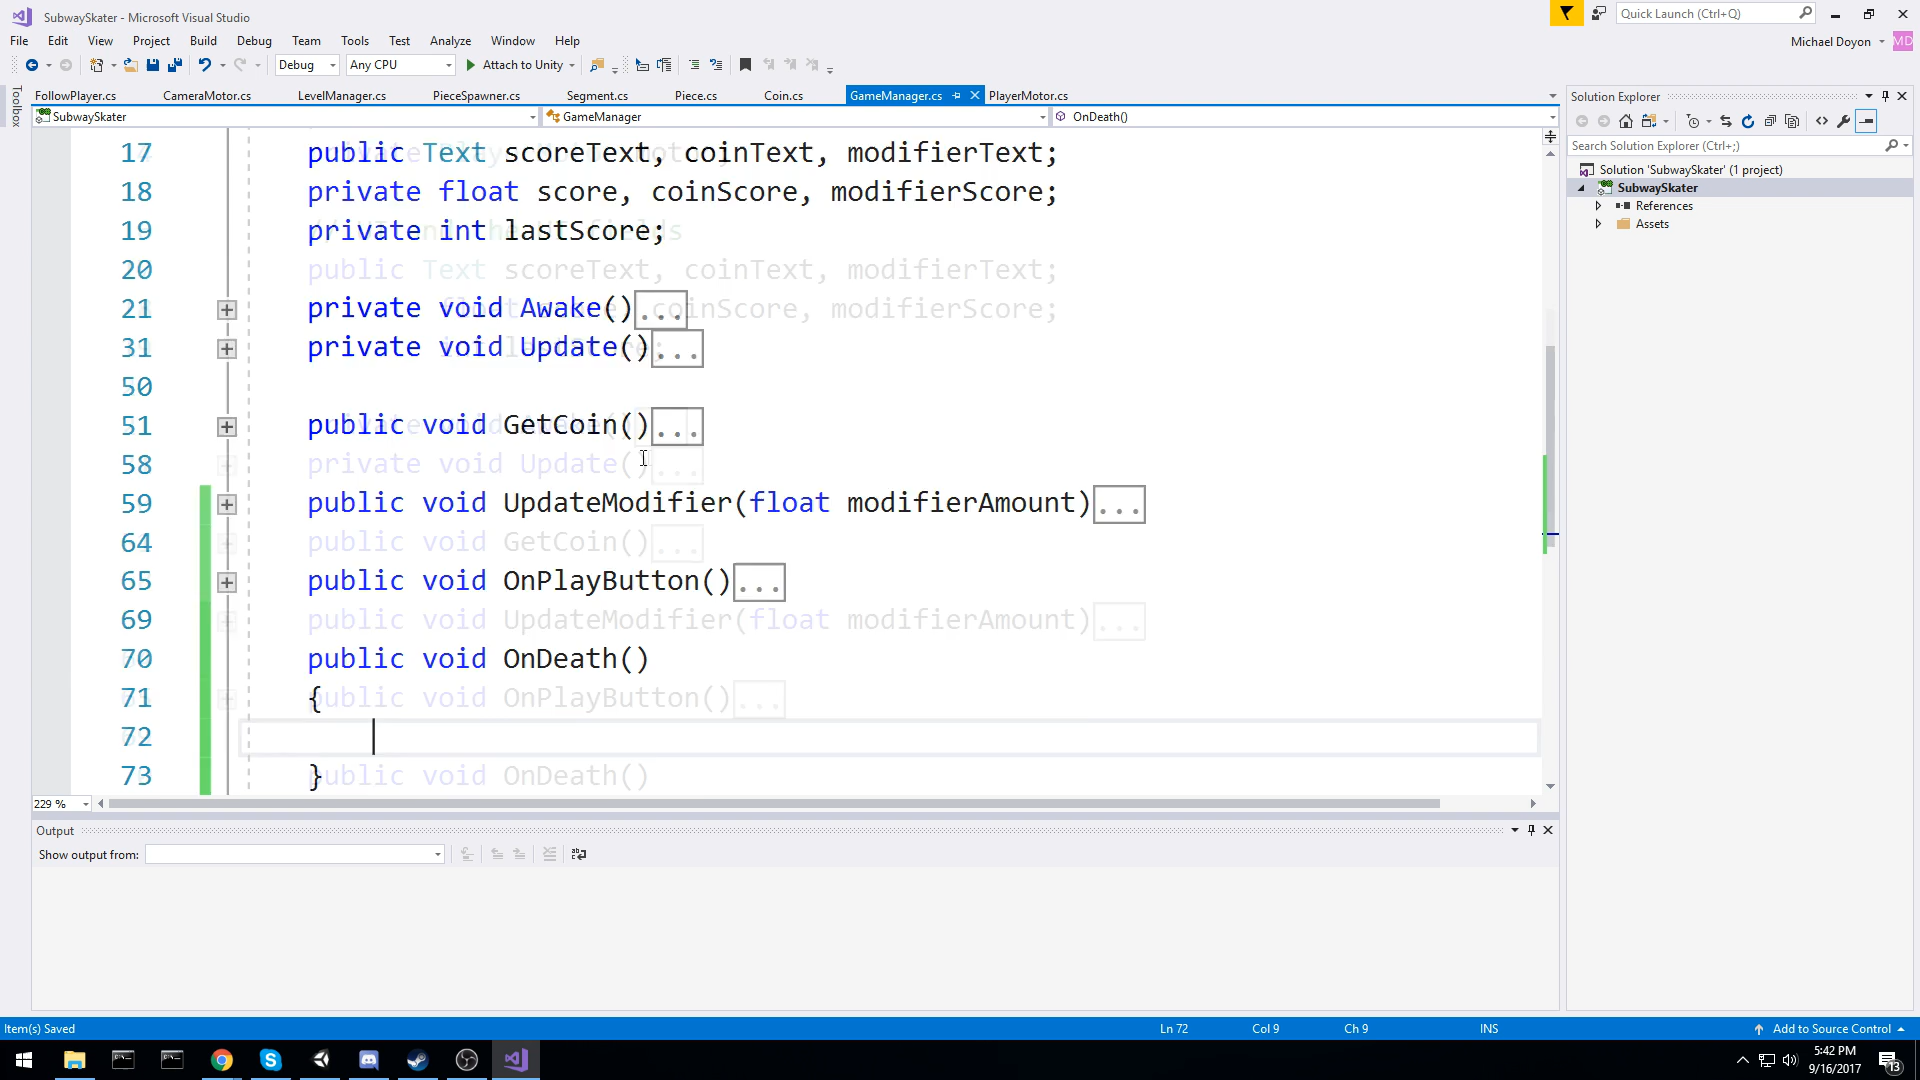 SubwaySkater - Microsoft Visual Studio
Quick Launch (Ctrl+Q)
File Edit View Project Build Debug Team Tools Test Analyze Window Help
Michael Doyon MD
Debug Any CPU Attach to Unity
Toolbox
FollowPlayer.cs CameraMotor.cs LevelManager.cs PieceSpawner.cs Segment.cs Piece.cs Coin.cs GameManager.cs PlayerMotor.cs
SubwaySkater GameManager OnDeath()
17 public Text scoreText, coinText, modifierText;
18 private float score, coinScore, modifierScore;
19 private int lastScore;
20 public Text scoreText, coinText, modifierText;
21 private void Awake()... coinScore, modifierScore;
31 private void Update()...
50
51 public void GetCoin()...
58 private void Update()...
59 public void UpdateModifier(float modifierAmount)...
64 public void GetCoin()...
65 public void OnPlayButton()...
69 public void UpdateModifier(float modifierAmount)...
70 public void OnDeath()
71 { public void OnPlayButton()...
72
73 } public void OnDeath()
229 %
Output
Show output from:
Solution Explorer
Search Solution Explorer (Ctrl+;)
Solution 'SubwaySkater' (1 project)
SubwaySkater
References
Assets
Item(s) Saved Ln 72 Col 9 Ch 9 INS Add to Source Control
5:42 PM
9/16/2017
13